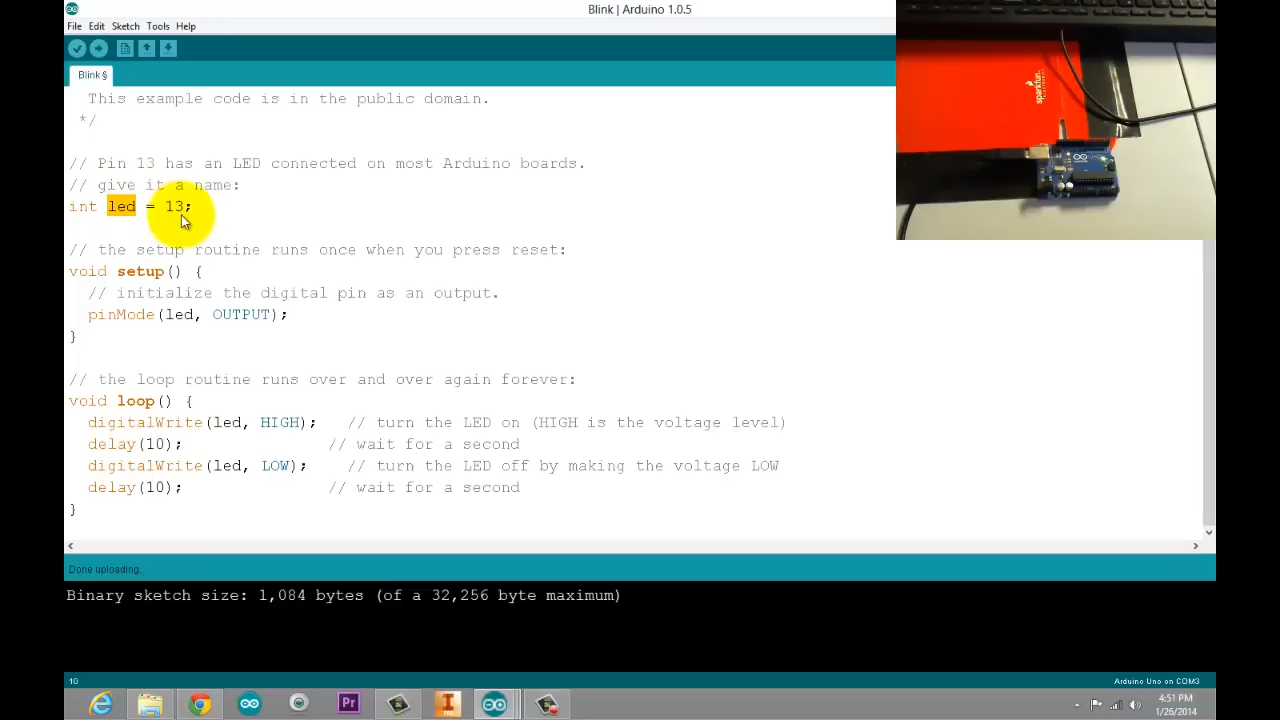 Blink | Arduino 1.0.5
File Edit Sketch Tools Help
Blink §
This example code is in the public domain.
*/
// Pin 13 has an LED connected on most Arduino boards.
// give it a name:
int led = 13;
// the setup routine runs once when you press reset:
void setup() {
// initialize the digital pin as an output.
pinMode(led, OUTPUT);
}
// the loop routine runs over and over again forever:
void loop() {
digitalWrite(led, HIGH); // turn the LED on (HIGH is the voltage level)
delay(10); // wait for a second
digitalWrite(led, LOW); // turn the LED off by making the voltage LOW
delay(10); // wait for a second
}
Done uploading.
Binary sketch size: 1,084 bytes (of a 32,256 byte maximum)
10
Arduino Uno on COM3
sparkfun
Pr
I
4:51 PM
1/26/2014